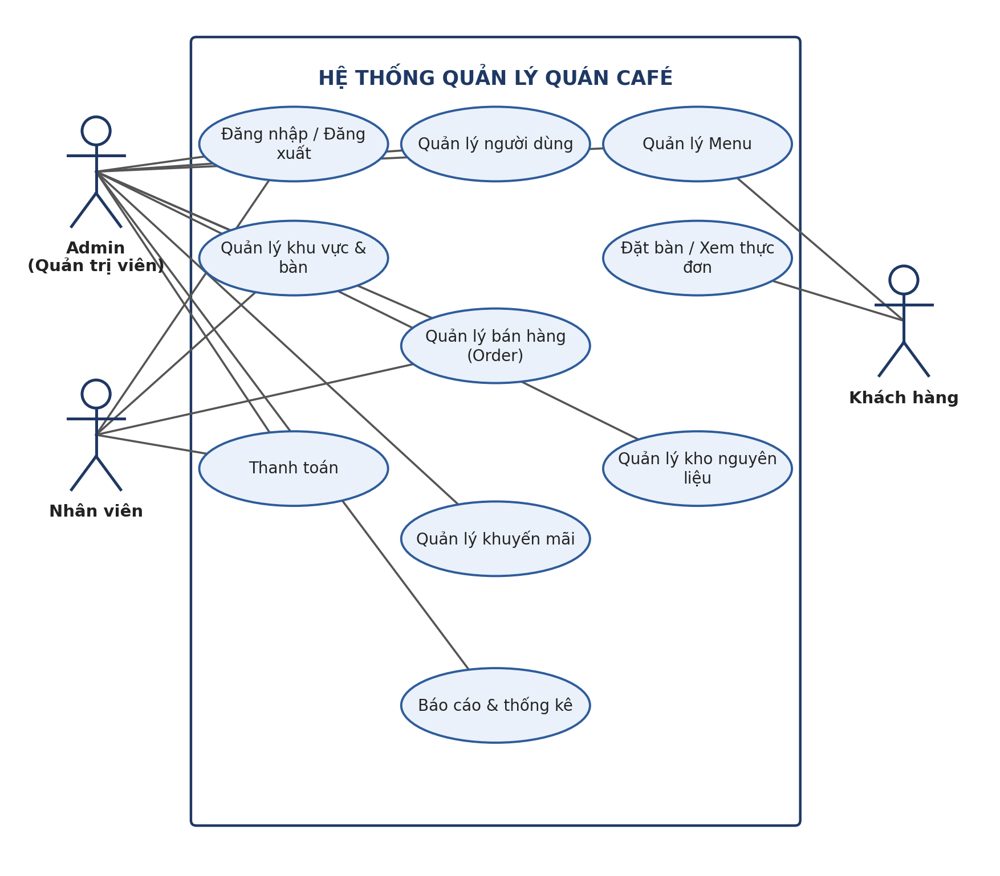 HỆ THỐNG QUẢN LÝ QUÁN CAFÉ
Đăng nhập / Đăng
xuất
Quản lý người dùng
Quản lý Menu
Admin
(Quản trị viên)
Quản lý khu vực &
bàn
Đặt bàn / Xem thực
đơn
Quản lý bán hàng
(Order)
Khách hàng
Nhân viên
Thanh toán
Quản lý kho nguyên
liệu
Quản lý khuyến mãi
Báo cáo & thống kê